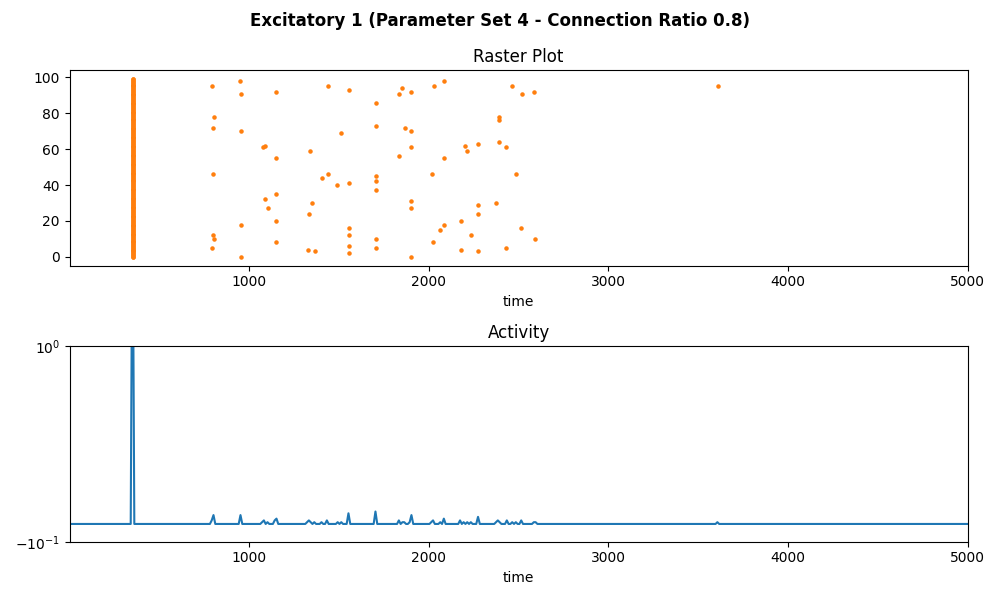 Excitatory 1 (Parameter Set 4 - Connection Ratio 0.8)
Raster Plot
100
80
60
40
20
0
1000 2000 3000 4000 5000
time
Activity
10^0
−10^−1
1000 2000 3000 4000 5000
time